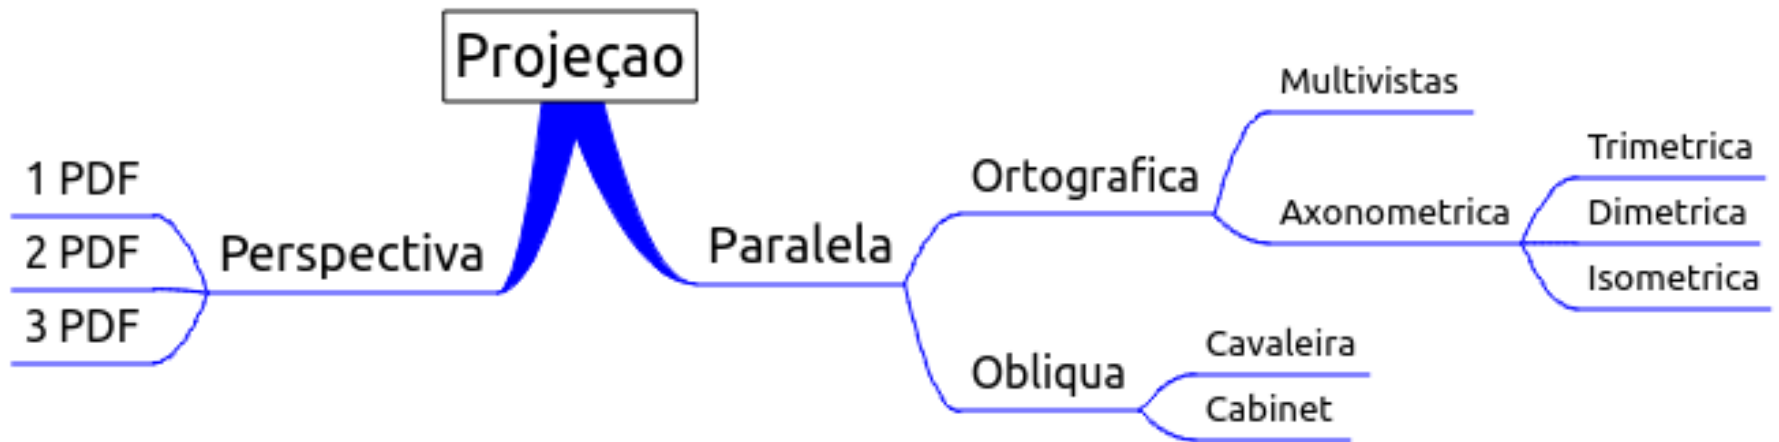 Projeçao
1 PDF
2 PDF
3 PDF
Perspectiva
Paralela
Ortografica
Multivistas
Axonometrica
Trimetrica
Dimetrica
Isometrica
Obliqua
Cavaleira
Cabinet